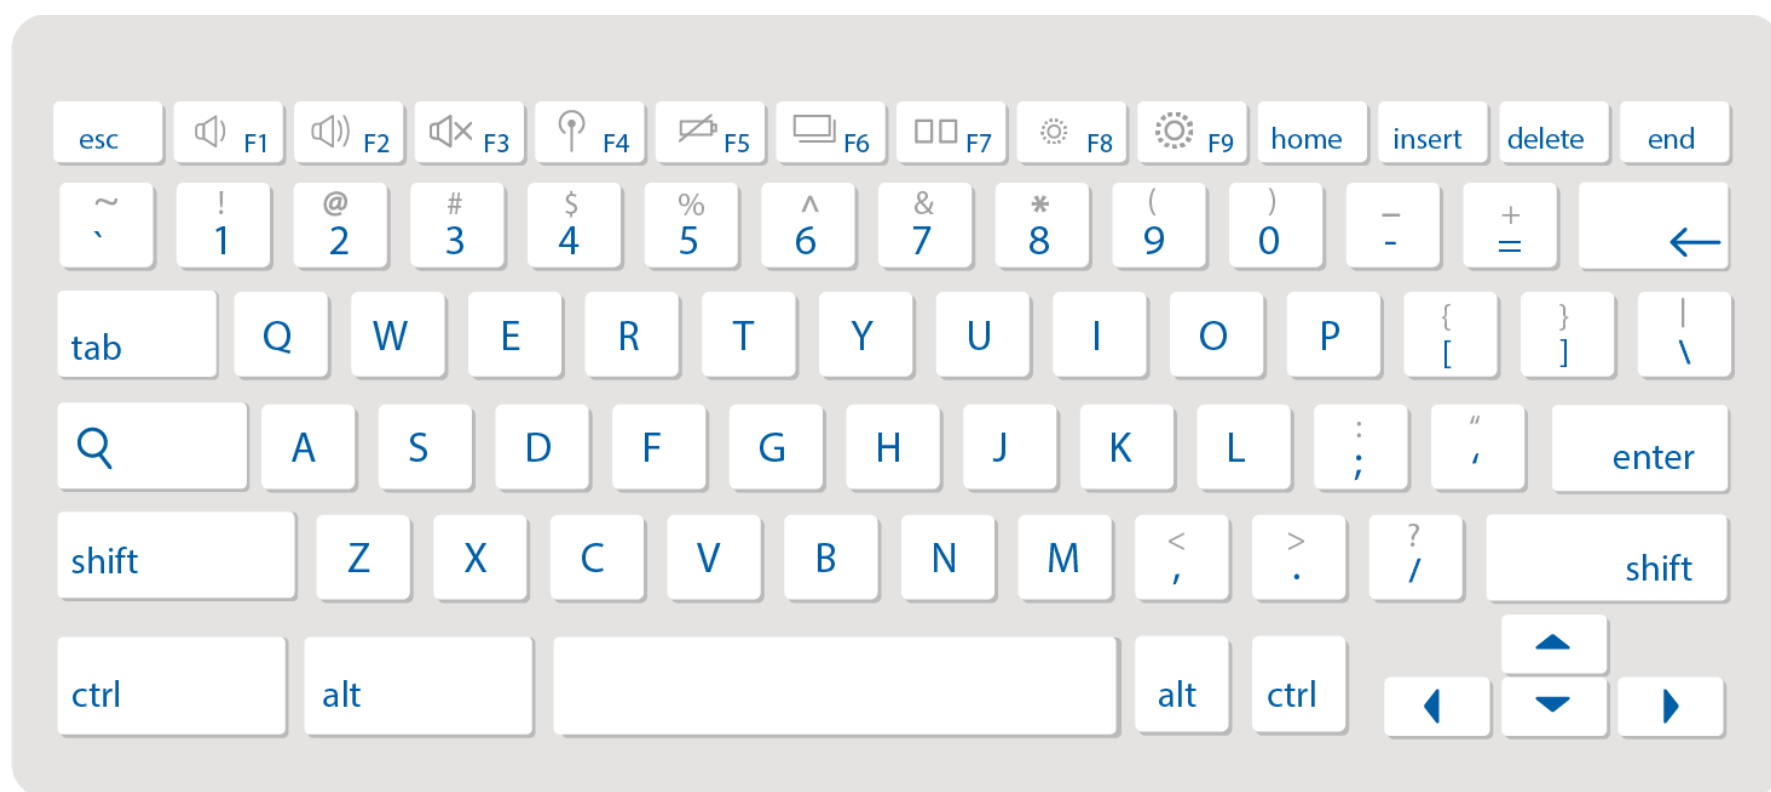 esc F1 F2 F3 F4 F5 F6 F7 F8 F9 home insert delete end
~ ! @ # $ % ^ & * ( ) _ +
` 1 2 3 4 5 6 7 8 9 0 - =
tab Q W E R T Y U I O P { } |
[ ] \
A S D F G H J K L : “
; ‘ enter
shift Z X C V B N M < > ?
, . / shift
ctrl alt alt ctrl